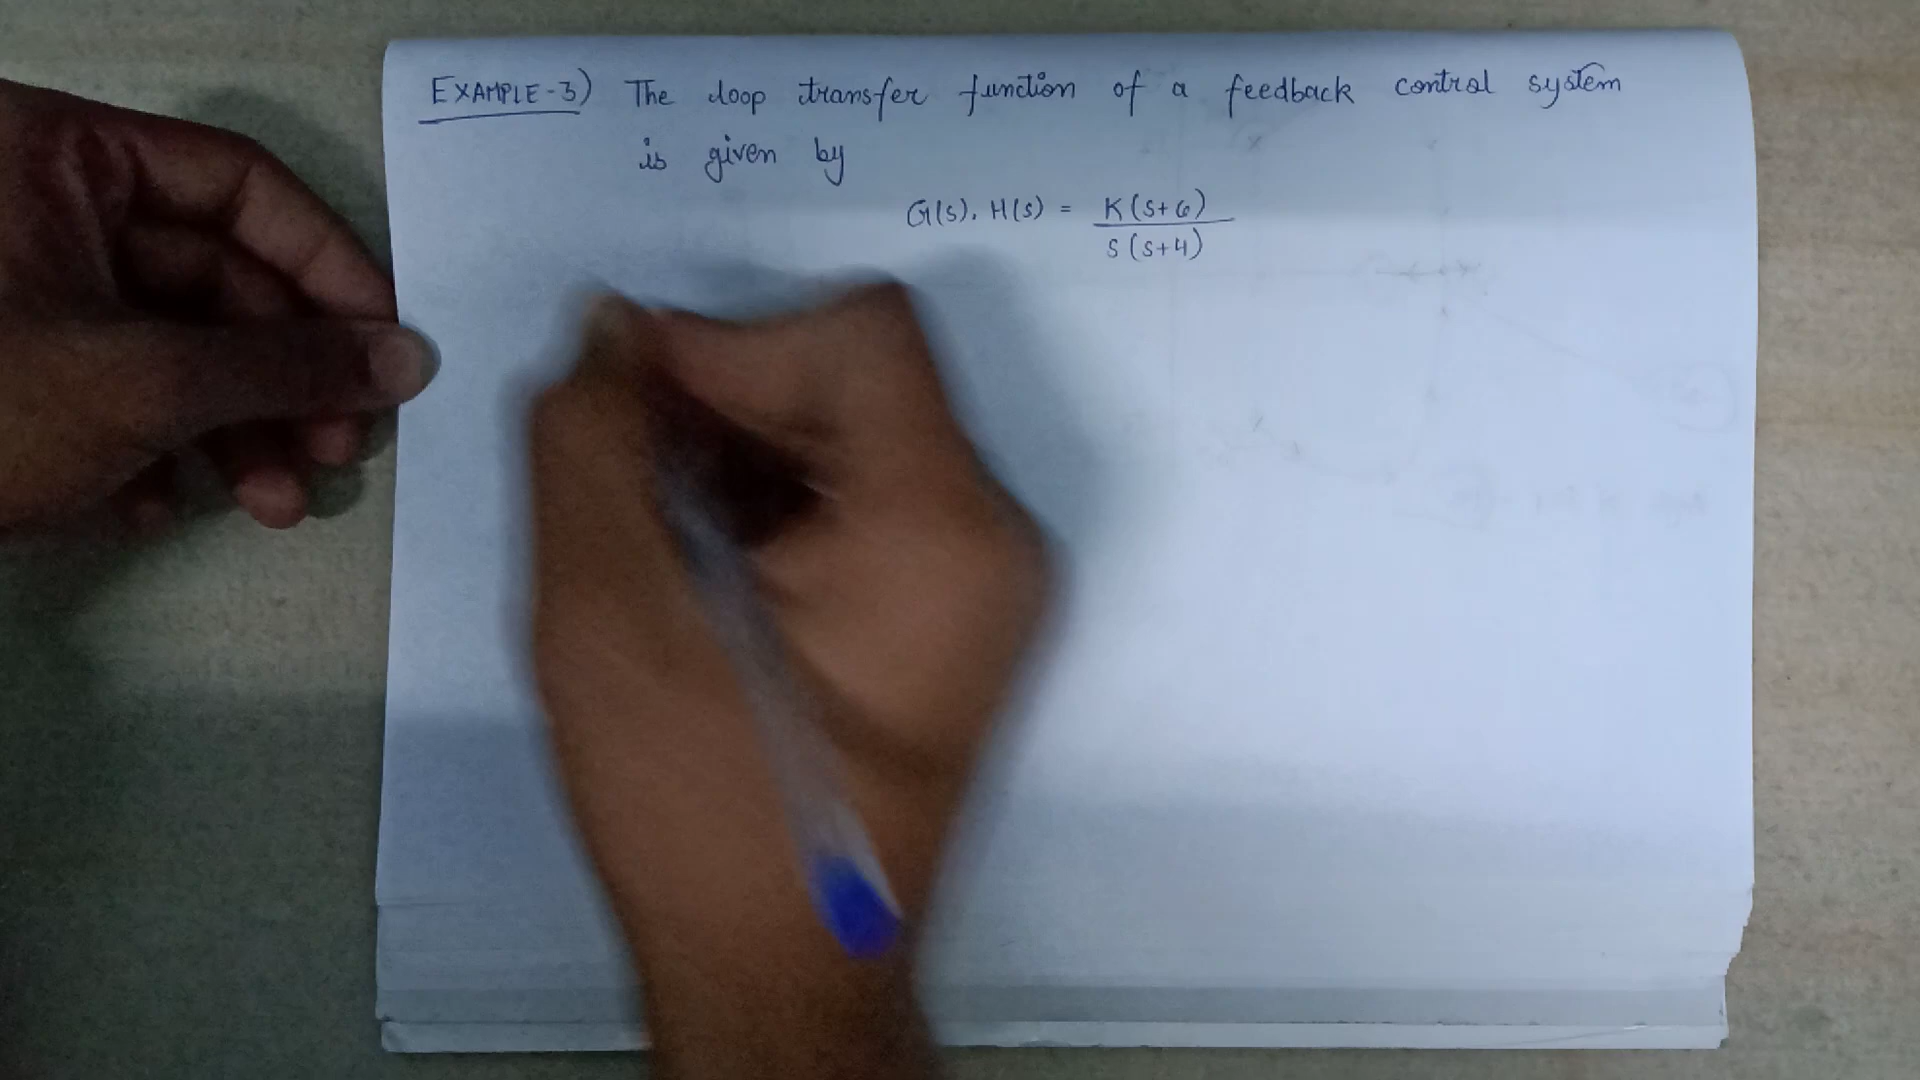 EXAMPLE-3) The loop transfer function of a feedback control system
is given by
G(s). H(s) = K(s+6)
s(s+4)